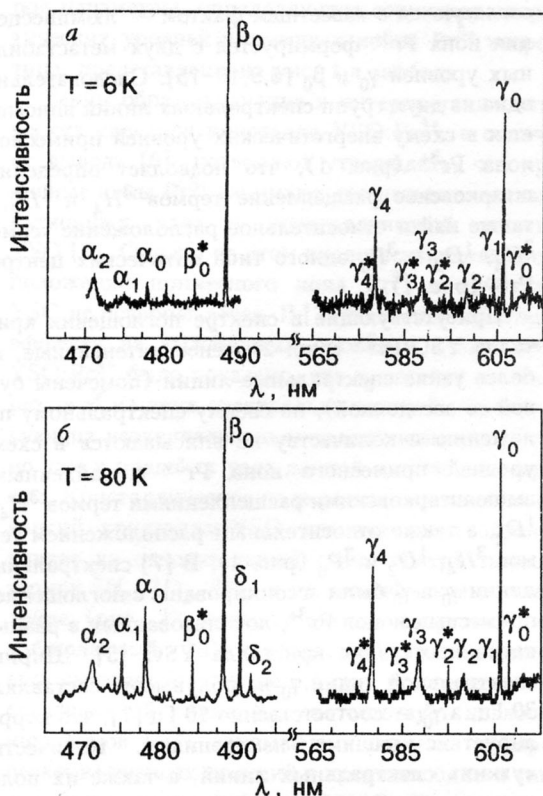 а
T = 6 K
Интенсивность
β0
γ0
γ4
γ3
γ1
α2
α1
α0
β0*
γ4*
γ3*
γ2*
γ2
γ0*
470 480 490 565 585 605
λ, нм
б
T = 80 K
Интенсивность
β0
γ0
γ4
δ1
α0
α1
α2
β0*
δ2
γ4*
γ3*
γ3
γ2*
γ2
γ1
γ0*
470 480 490 565 585 605
λ, нм